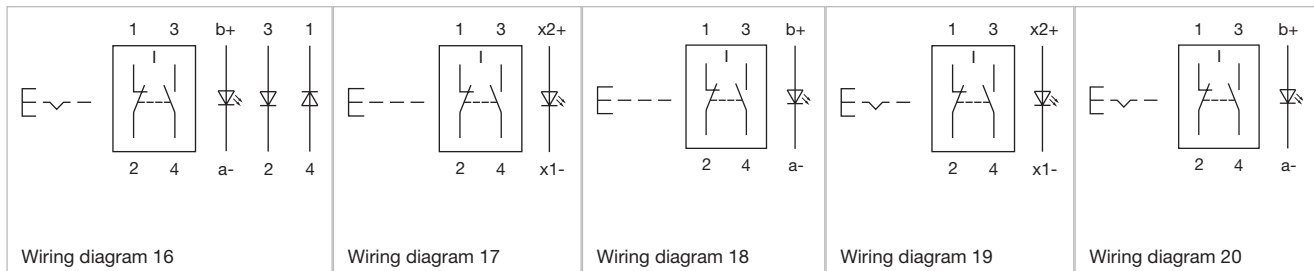 1 3 b+ 3 1
I
2 4 a- 2 4
Wiring diagram 16
1 3 x2+
I
2 4 x1-
Wiring diagram 17
1 3 b+
I
2 4 a-
Wiring diagram 18
1 3 x2+
I
2 4 x1-
Wiring diagram 19
1 3 b+
I
2 4 a-
Wiring diagram 20